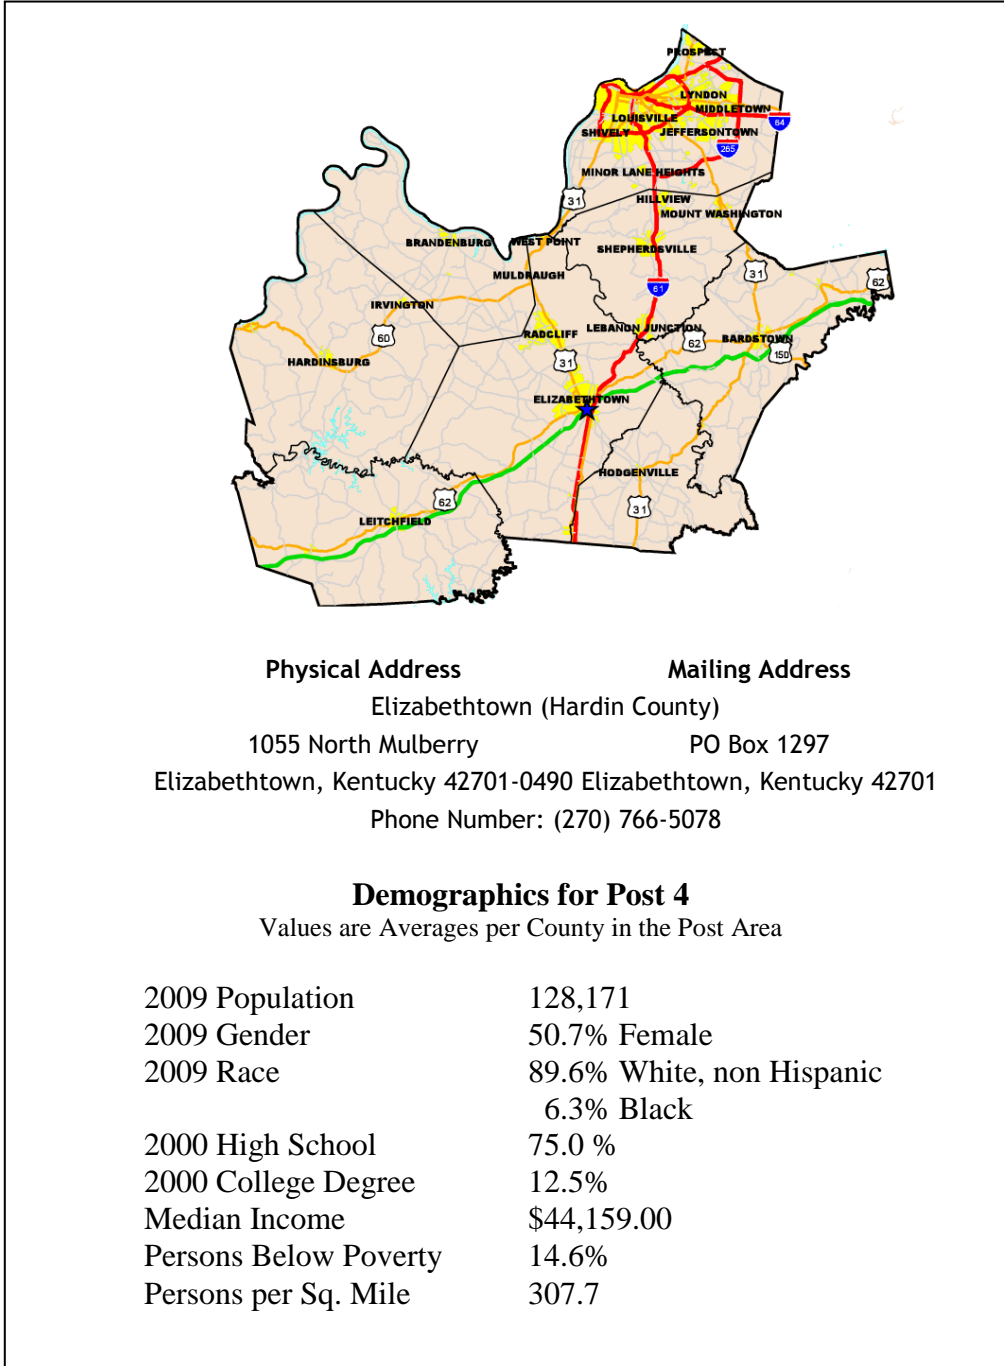 PROSPECT
LYNDON
MIDDLETOWN
LOUISVILLE
64
SHIVELY
JEFFERSONTOWN
265
MINOR LANE HEIGHTS
31
HILLVIEW
MOUNT WASHINGTON
BRANDENBURG
WEST POINT
SHEPHERDSVILLE
MULDRAUGH
31
62
61
IRVINGTON
RADCLIFF
LEBANON JUNCTION
60
62
BARDSTOWN
150
HARDINSBURG
31
ELIZABETHTOWN
HODGENVILLE
62
31
LEITCHFIELD
Physical Address Mailing Address
Elizabethtown (Hardin County)
1055 North Mulberry PO Box 1297
Elizabethtown, Kentucky 42701-0490 Elizabethtown, Kentucky 42701
Phone Number: (270) 766-5078
Demographics for Post 4
Values are Averages per County in the Post Area
2009 Population 128,171
2009 Gender 50.7% Female
2009 Race 89.6% White, non Hispanic
6.3% Black
2000 High School 75.0 %
2000 College Degree 12.5%
Median Income $44,159.00
Persons Below Poverty 14.6%
Persons per Sq. Mile 307.7